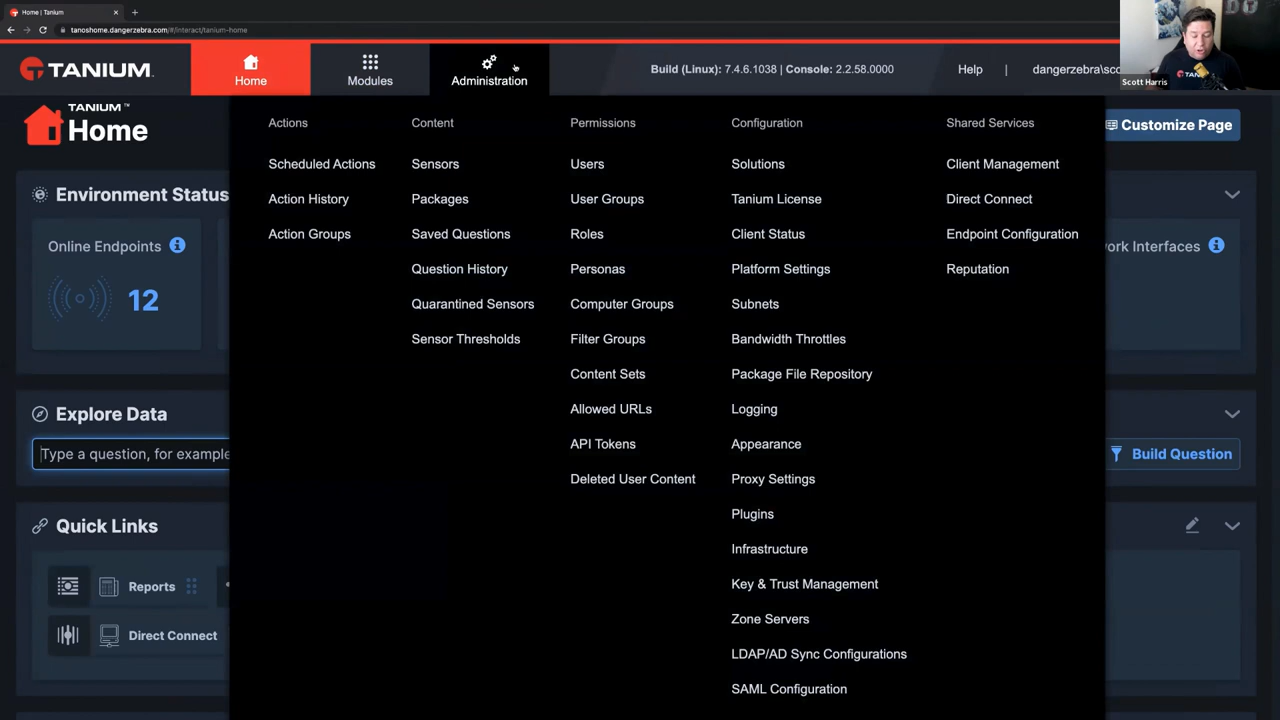 Home | Tanium
tanoshome.dangerzebra.com/#/interact/tanium-home
TANIUM
Home
Modules
Administration
Build (Linux): 7.4.6.1038 | Console: 2.2.58.0000
Help
dangerzebra\sco
Scott Harris
TANIUM™
Home
Customize Page
Actions
Scheduled Actions
Action History
Action Groups
Content
Sensors
Packages
Saved Questions
Question History
Quarantined Sensors
Sensor Thresholds
Permissions
Users
User Groups
Roles
Personas
Computer Groups
Filter Groups
Content Sets
Allowed URLs
API Tokens
Deleted User Content
Configuration
Solutions
Tanium License
Client Status
Platform Settings
Subnets
Bandwidth Throttles
Package File Repository
Logging
Appearance
Proxy Settings
Plugins
Infrastructure
Key & Trust Management
Zone Servers
LDAP/AD Sync Configurations
SAML Configuration
Shared Services
Client Management
Direct Connect
Endpoint Configuration
Reputation
Environment Status
Online Endpoints
12
ork Interfaces
Explore Data
Type a question, for example
Build Question
Quick Links
Reports
Direct Connect